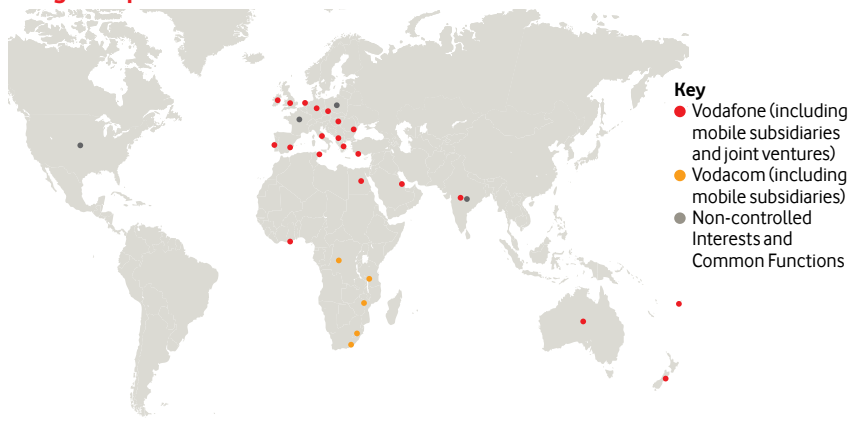 Key
Vodafone (including
mobile subsidiaries
and joint ventures)
Vodacom (including
mobile subsidiaries)
Non-controlled
Interests and
Common Functions